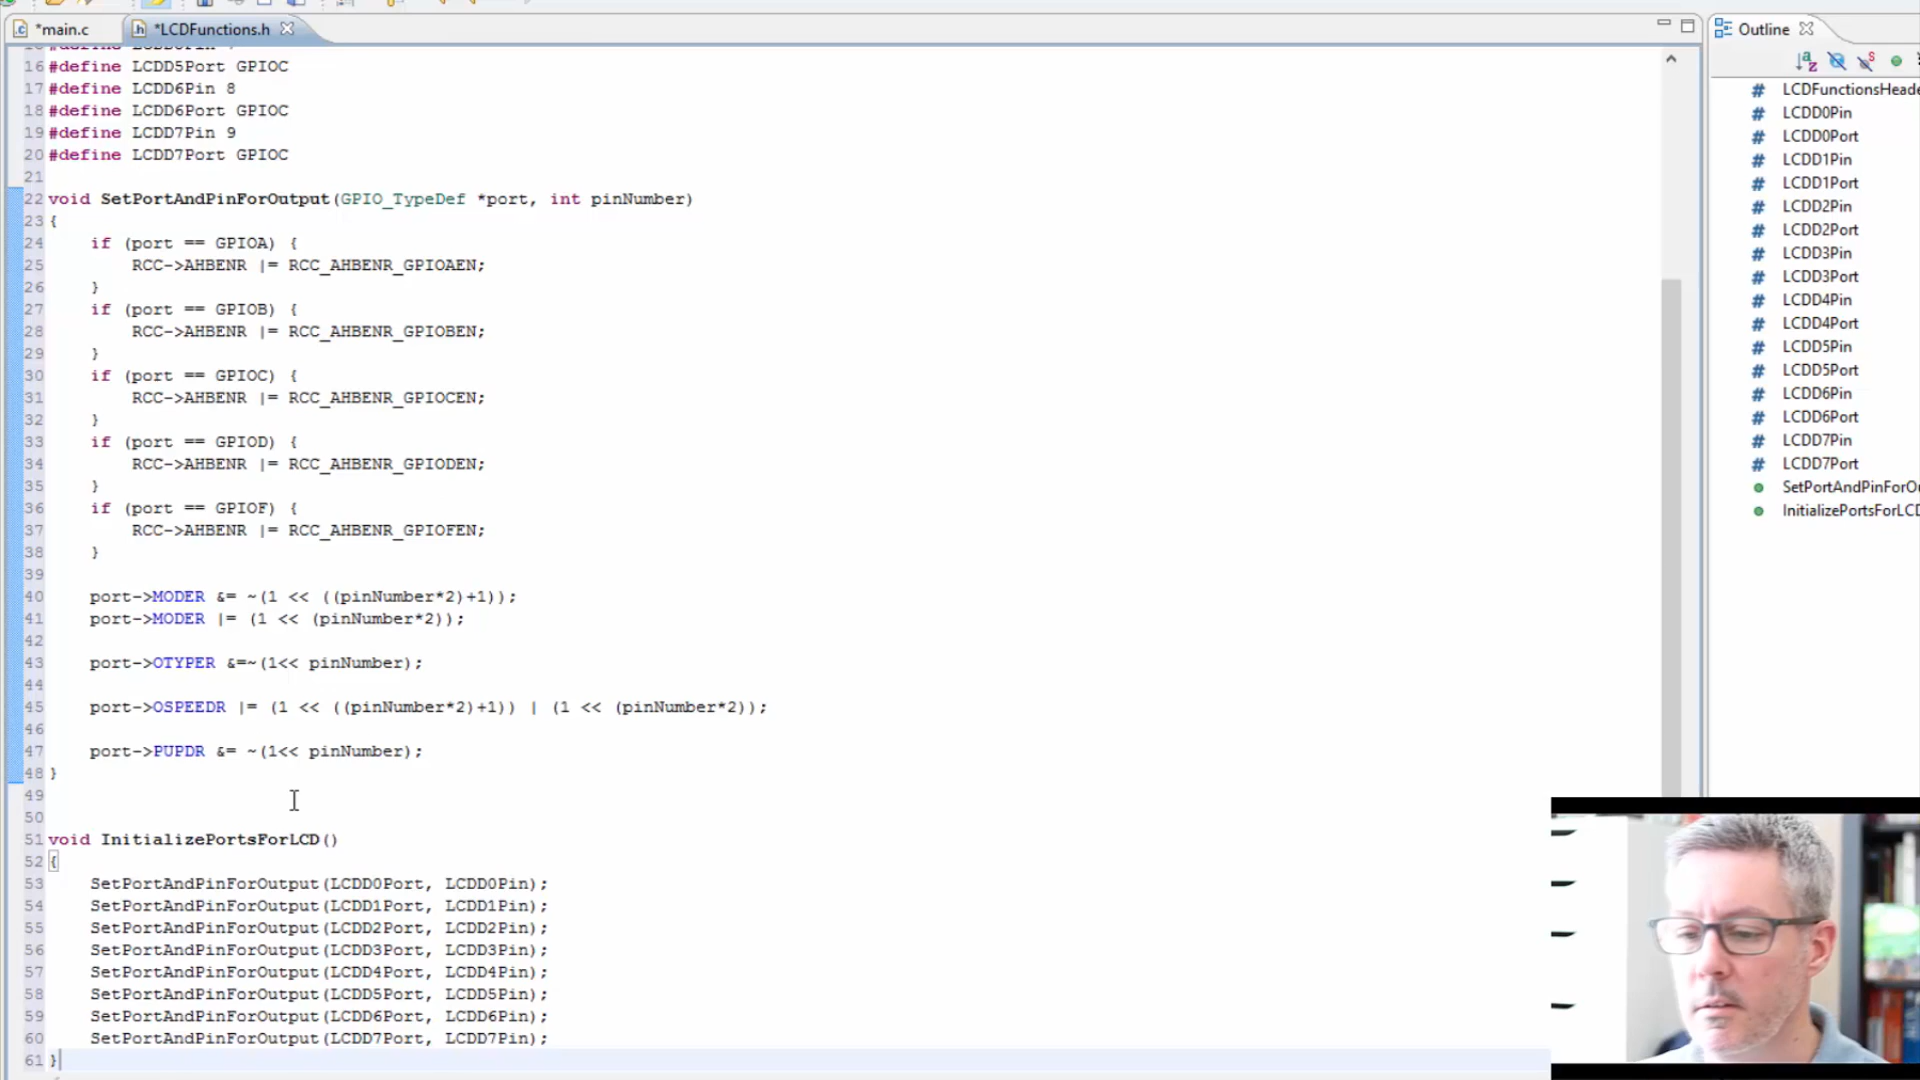 *main.c
*LCDFunctions.h
Outline
16 #define LCDD5Port GPIOC
17 #define LCDD6Pin 8
18 #define LCDD6Port GPIOC
19 #define LCDD7Pin 9
20 #define LCDD7Port GPIOC
21
22 void SetPortAndPinForOutput(GPIO_TypeDef *port, int pinNumber)
23 {
24 if (port == GPIOA) {
25 RCC->AHBENR |= RCC_AHBENR_GPIOAEN;
26 }
27 if (port == GPIOB) {
28 RCC->AHBENR |= RCC_AHBENR_GPIOBEN;
29 }
30 if (port == GPIOC) {
31 RCC->AHBENR |= RCC_AHBENR_GPIOCEN;
32 }
33 if (port == GPIOD) {
34 RCC->AHBENR |= RCC_AHBENR_GPIODEN;
35 }
36 if (port == GPIOF) {
37 RCC->AHBENR |= RCC_AHBENR_GPIOFEN;
38 }
39
40 port->MODER &= ~(1 << ((pinNumber*2)+1));
41 port->MODER |= (1 << (pinNumber*2));
42
43 port->OTYPER &=~(1<< pinNumber);
44
45 port->OSPEEDR |= (1 << ((pinNumber*2)+1)) | (1 << (pinNumber*2));
46
47 port->PUPDR &= ~(1<< pinNumber);
48 }
49
50
51 void InitializePortsForLCD()
52 {
53 SetPortAndPinForOutput(LCDD0Port, LCDD0Pin);
54 SetPortAndPinForOutput(LCDD1Port, LCDD1Pin);
55 SetPortAndPinForOutput(LCDD2Port, LCDD2Pin);
56 SetPortAndPinForOutput(LCDD3Port, LCDD3Pin);
57 SetPortAndPinForOutput(LCDD4Port, LCDD4Pin);
58 SetPortAndPinForOutput(LCDD5Port, LCDD5Pin);
59 SetPortAndPinForOutput(LCDD6Port, LCDD6Pin);
60 SetPortAndPinForOutput(LCDD7Port, LCDD7Pin);
61 }
# LCDFunctionsHeade
# LCDD0Pin
# LCDD0Port
# LCDD1Pin
# LCDD1Port
# LCDD2Pin
# LCDD2Port
# LCDD3Pin
# LCDD3Port
# LCDD4Pin
# LCDD4Port
# LCDD5Pin
# LCDD5Port
# LCDD6Pin
# LCDD6Port
# LCDD7Pin
# LCDD7Port
SetPortAndPinForOu
InitializePortsForLCD